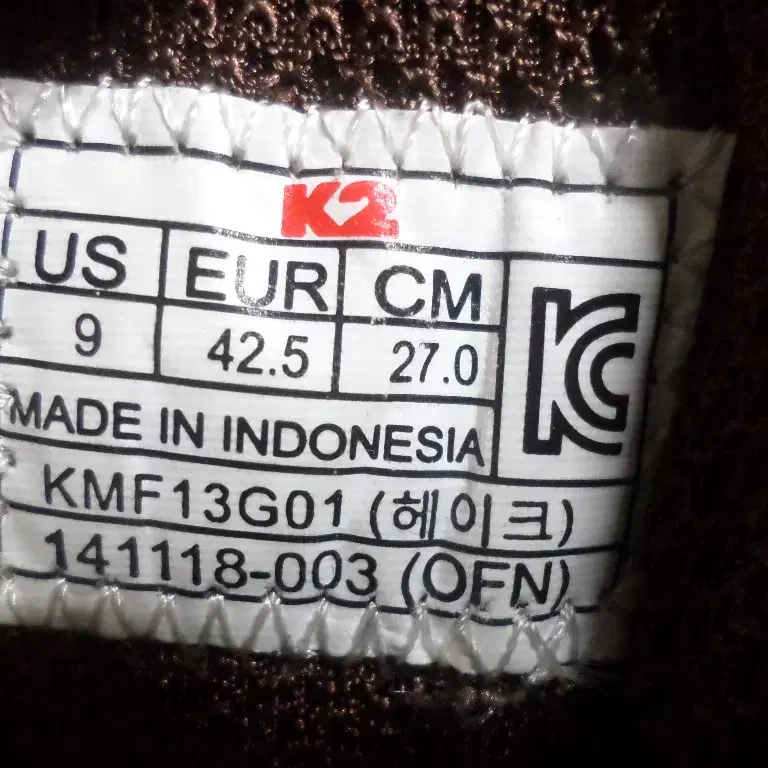 K2
US EUR CM
9 42.5 27.0
KC
MADE IN INDONESIA
KMF13G01 (헤이크)
141118-003 (OFN)